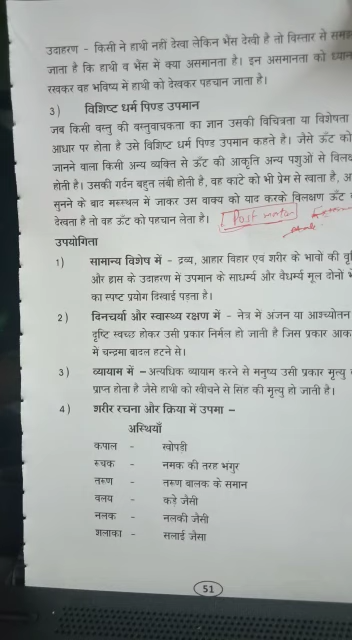 उदाहरण - किसी ने हाथी नहीं देखा लेकिन भैंस देखी है तो विस्तार से
जाता है कि हाथी व भैंस में क्या असमानता है। इन असमानता को
रखकर वह भविष्य में हाथी को देखकर पहचान जाता है।
3) विशिष्ट धर्म पिण्ड उपमान
जब किसी वस्तु की वस्तुवाचकता का ज्ञान उसकी विचित्रता या विशेषता
आधार पर होता है उसे विशिष्ट धर्म पिण्ड उपमान कहते है। जैसे ऊँट को
जानने वाला किसी अन्य व्यक्ति से ऊँट की आकृति अन्य पशुओं से
होती है। उसकी गर्दन बहुत लंबी होती है, वह काटे को भी प्रेम से खाता है,
सुनने के बाद मरूस्थल में जाकर उस वाक्य को याद करके विलक्षण ऊँट
देखता है तो वह ऊँट को पहचान लेता है।
उपयोगिता
1) सामान्य विशेष में - द्रव्य, आहार विहार एवं शरीर के भावों की
और ह्रास के उदाहरण में उपमान के साधर्म्य और वैधर्म्य मूल दोनों
का स्पष्ट प्रयोग दिखाई पड़ता है।
2) दिनचर्या और स्वास्थ्य रक्षण में - नेत्र में अंजन या आश्च्योतन
दृष्टि स्वच्छ होकर उसी प्रकार निर्मल हो जाती है जिस प्रकार
में चन्द्रमा बादल हटने से।
3) व्यायाम में - अत्यधिक व्यायाम करने से मनुष्य उसी प्रकार मृत्यु
प्राप्त होता है जैसे हाथी को खीचने से सिंह की मृत्यु हो जाती है।
4) शरीर रचना और क्रिया में उपमा -
अस्थियाँ
कपाल - खोपड़ी
रूचक - नमक की तरह भंगुर
तरूण - तरूण बालक के समान
वलय - कड़े जैसी
नलक - नलकी जैसी
शलाका - सलाई जैसा
51